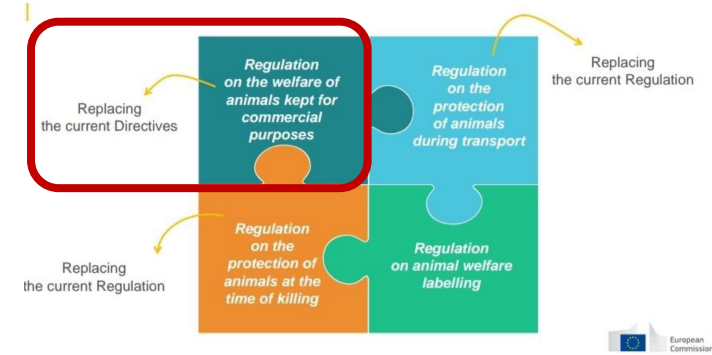 Regulation
on the welfare of
animals kept for
commercial
purposes
Replacing
the current Directives
Regulation
on the
protection
of animals
during transport
Replacing
the current Regulation
Regulation
on the
protection of
animals at the
time of killing
Replacing
the current Regulation
Regulation
on animal welfare
labelling
European
Commission